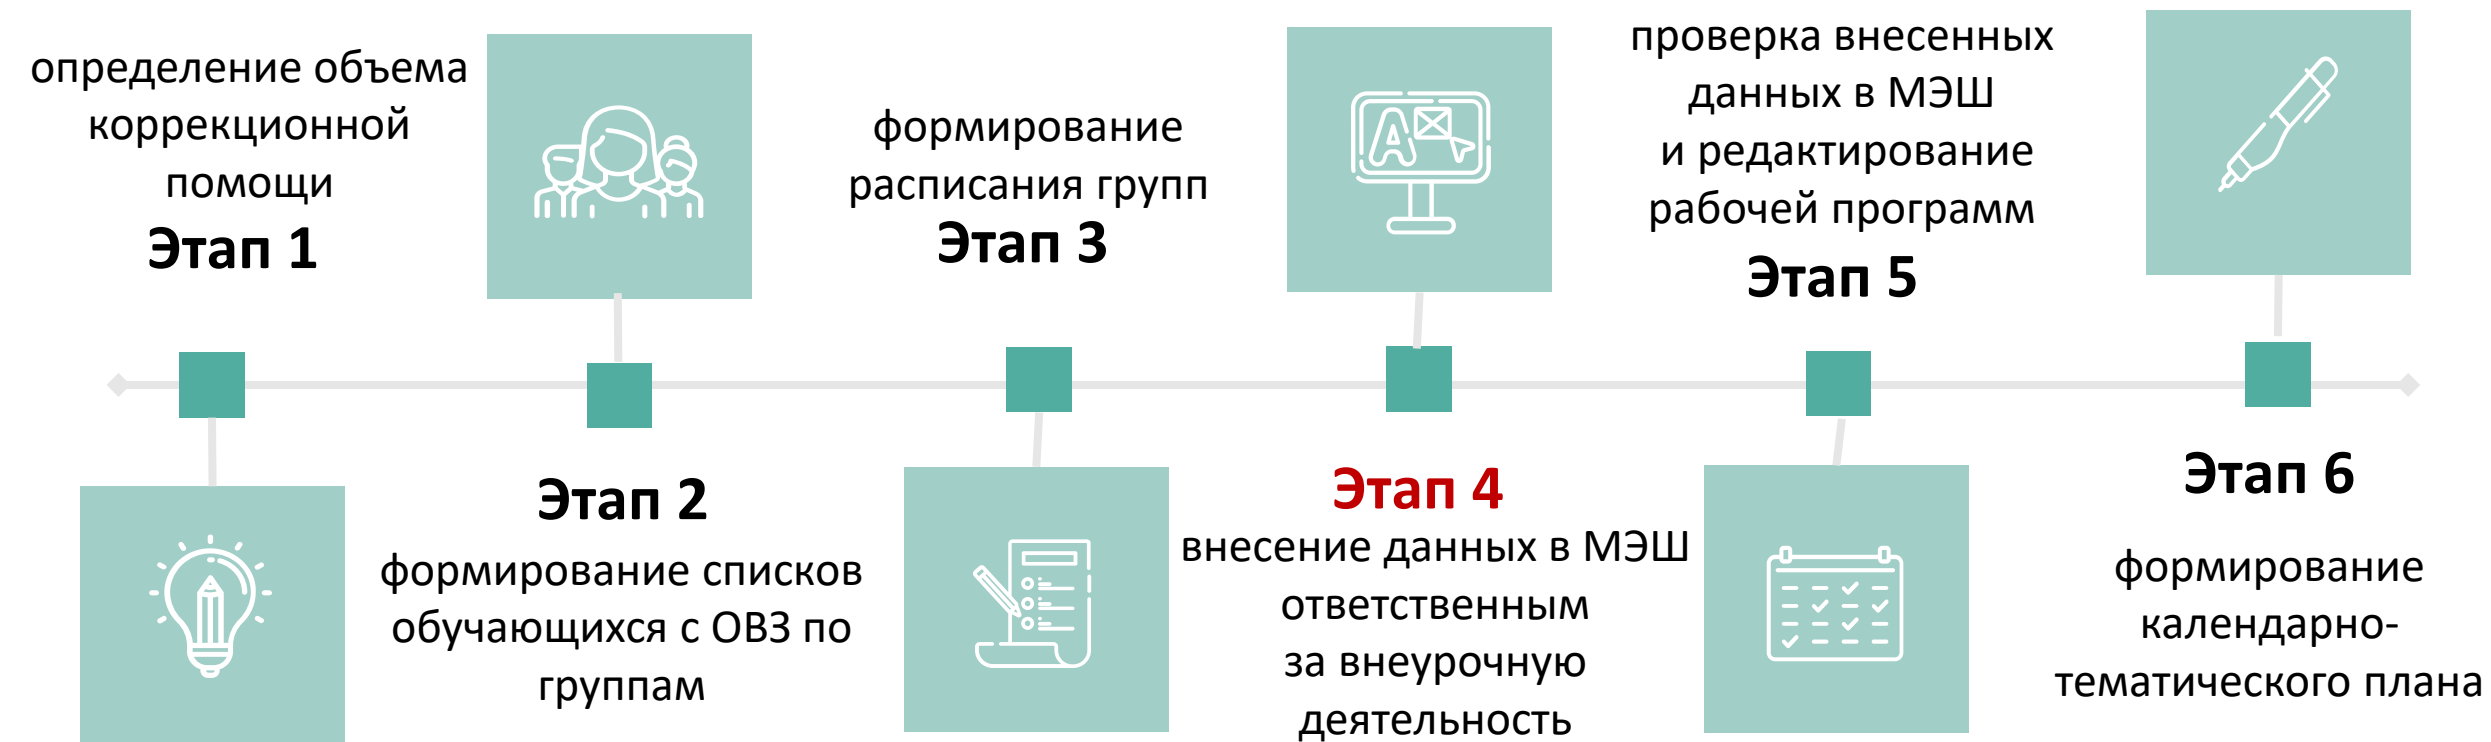 определение объема
коррекционной
помощи
Этап 1
Этап 2
формирование списков
обучающихся с ОВЗ по
группам
формирование
расписания групп
Этап 3
Этап 4
внесение данных в МЭШ
ответственным
за внеурочную
деятельность
проверка внесенных
данных в МЭШ
и редактирование
рабочей программ
Этап 5
Этап 6
формирование
календарно-
тематического плана